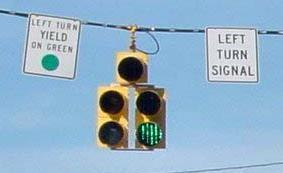 LEFT TURN
YIELD
ON GREEN
LEFT
TURN
SIGNAL